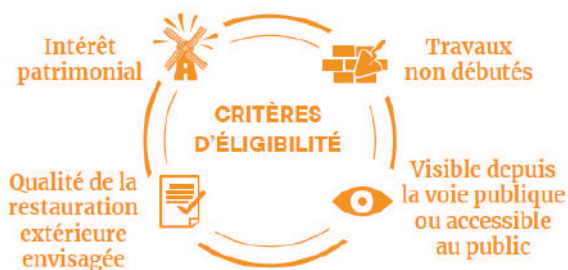 Intérêt
patrimonial
Travaux
non débutés
CRITÈRES
D'ÉLIGIBILITÉ
Qualité de la
restauration
extérieure
envisagée
Visible depuis
la voie publique
ou accessible
au public